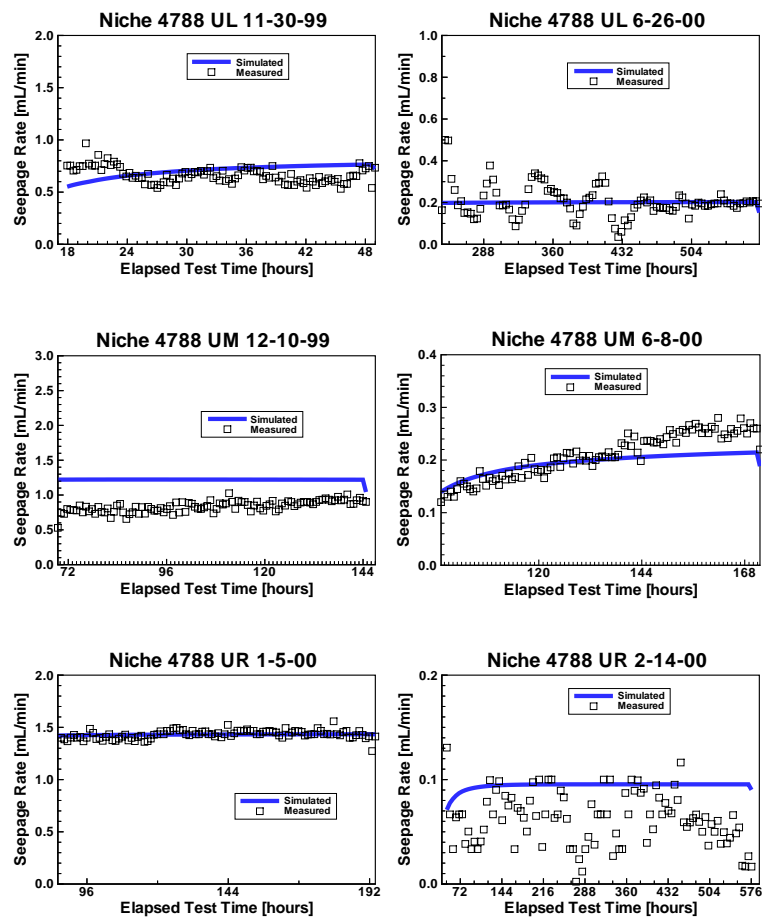 Niche 4788 UL 11-30-99
Seepage Rate [mL/min]
2.0
1.5
1.0
0.5
0.0
Simulated
Measured
18 24 30 36 42 48
Elapsed Test Time [hours]
Niche 4788 UL 6-26-00
Seepage Rate [mL/min]
1.0
0.8
0.6
0.4
0.2
0.0
Simulated
Measured
288 360 432 504
Elapsed Test Time [hours]
Niche 4788 UM 12-10-99
Seepage Rate [mL/min]
3.0
2.5
2.0
1.5
1.0
0.5
0.0
Simulated
Measured
72 96 120 144
Elapsed Test Time [hours]
Niche 4788 UM 6-8-00
Seepage Rate [mL/min]
0.4
0.3
0.2
0.1
0.0
Simulated
Measured
120 144 168
Elapsed Test Time [hours]
Niche 4788 UR 1-5-00
Seepage Rate [mL/min]
2.0
1.5
1.0
0.5
0.0
Simulated
Measured
96 144 192
Elapsed Test Time [hours]
Niche 4788 UR 2-14-00
Seepage Rate [mL/min]
0.2
0.1
0.0
Simulated
Measured
72 144 216 288 360 432 504 576
Elapsed Test Time [hours]